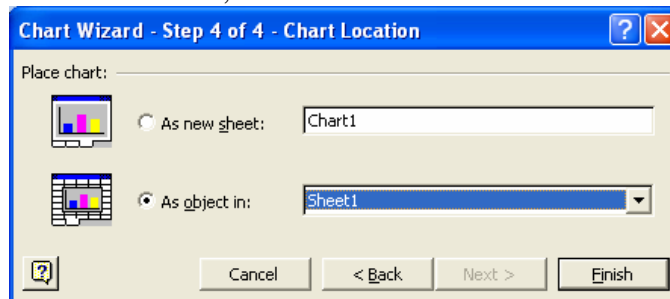 Chart Wizard - Step 4 of 4 - Chart Location
Place chart:
As new sheet: Chart1
As object in: Sheet1
Cancel < Back Next > Finish